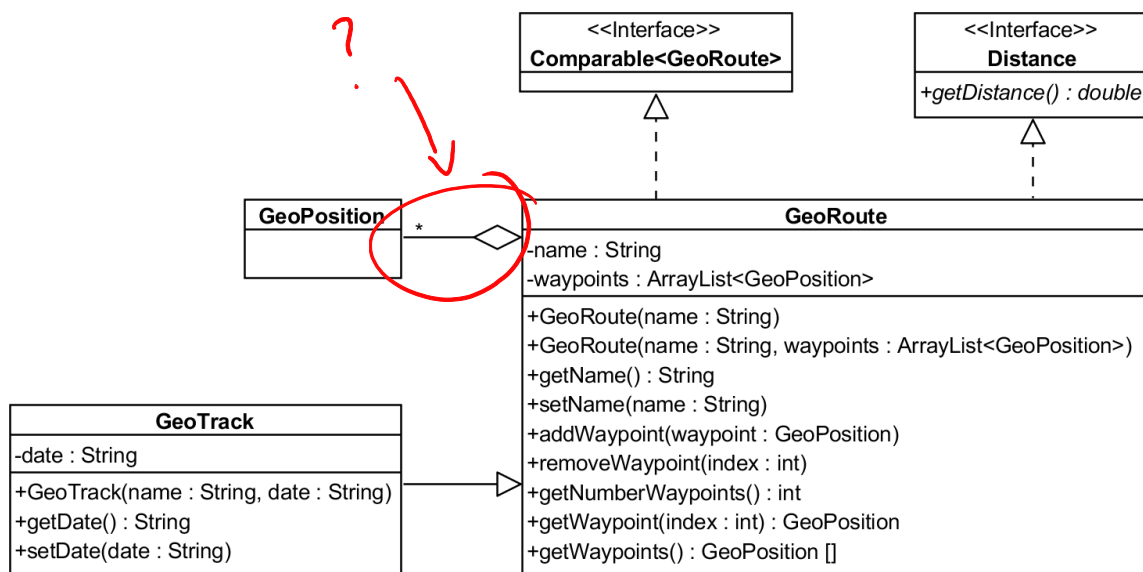 ?
<<Interface>>
Comparable<GeoRoute>
<<Interface>>
Distance
+getDistance() : double
GeoPosition
*
GeoRoute
-name : String
-waypoints : ArrayList<GeoPosition>
+GeoRoute(name : String)
+GeoRoute(name : String, waypoints : ArrayList<GeoPosition>)
+getName() : String
+setName(name : String)
+addWaypoint(waypoint : GeoPosition)
+removeWaypoint(index : int)
+getNumberWaypoints() : int
+getWaypoint(index : int) : GeoPosition
+getWaypoints() : GeoPosition []
GeoTrack
-date : String
+GeoTrack(name : String, date : String)
+getDate() : String
+setDate(date : String)